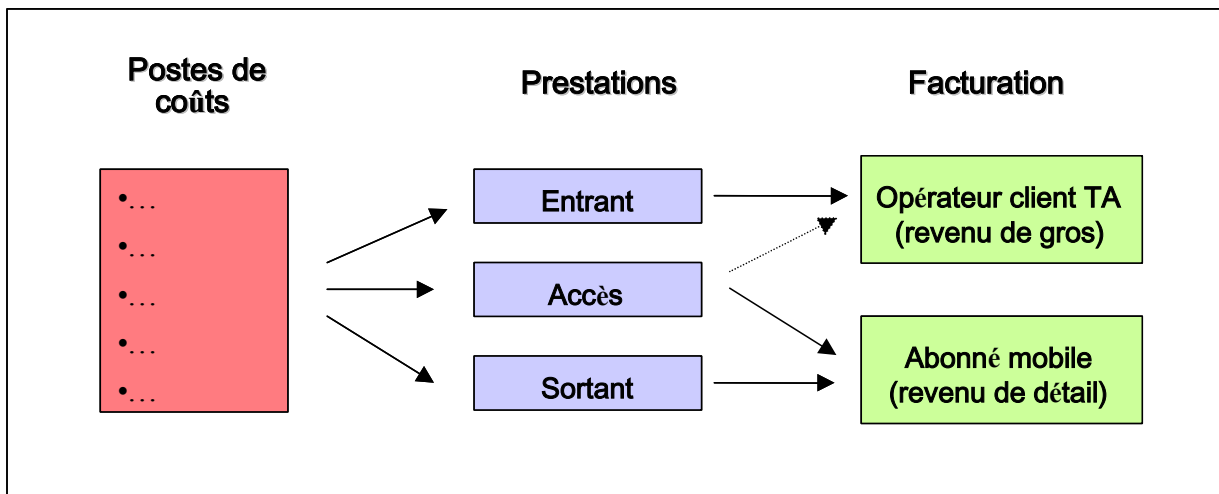 Postes de
coûts
Prestations
Facturation
•...
•...
•...
•...
•...
Entrant
Accès
Sortant
Opérateur client TA
(revenu de gros)
Abonné mobile
(revenu de détail)